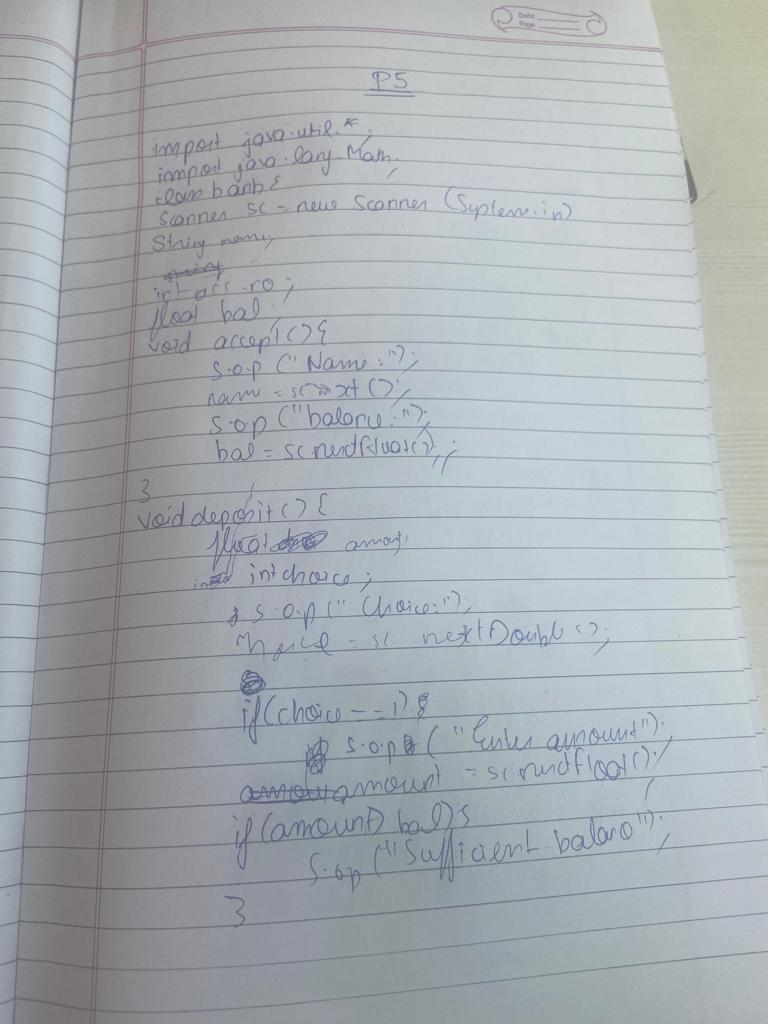 Date
Page
P5
import java.util.*;
import java.lang.Math;
class bank{
Scanner sc = new Scanner (System.in)
String name;
int acc.no;
float bal;
void accept(){
S.o.p ("Name:");
name = sc.next();
S.o.p ("balance:");
bal = sc.nextfloat();;
}
void deposit(){
float
int choice;
S.o.p (" Choice:");
choice = sc. nextDouble();
if(choice == 1){
S.o.p ("Enter amount");
amount = sc.nextfloat();
if(amount> bal){
S.op ("Sufficient balanc");
}